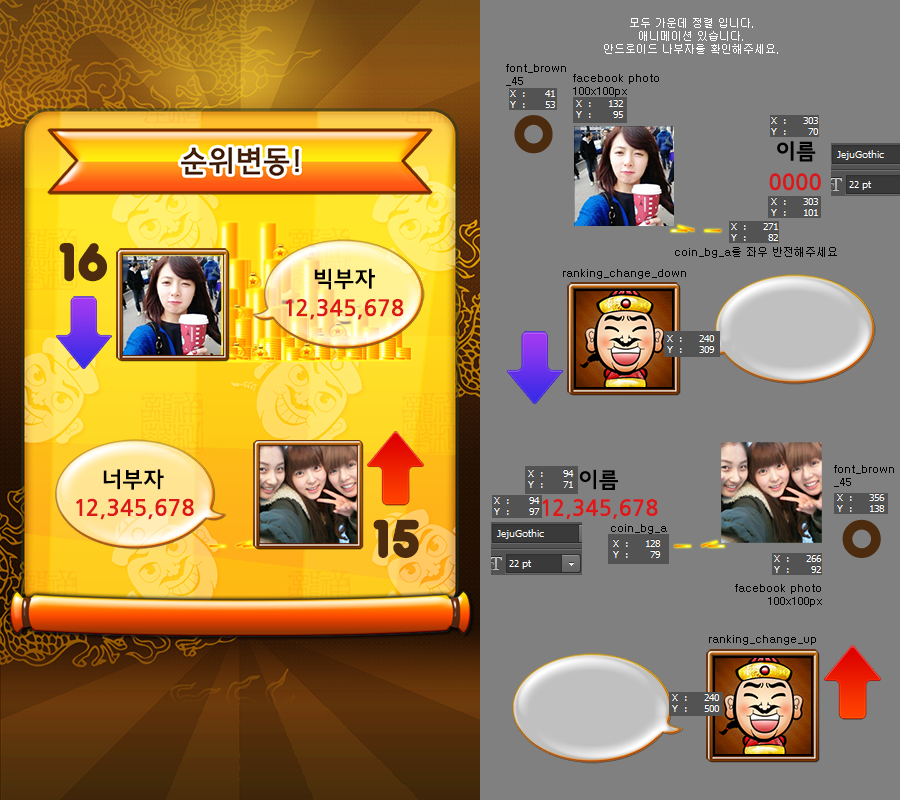 순위변동!
16
빅부자
12,345,678
너부자
12,345,678
15
모두 가운데 정렬 입니다.
애니메이션 있습니다.
안드로이드 나부자를 확인해주세요.
font_brown
_45
X : 41
Y : 53
facebook photo
100x100px
X : 132
Y : 95
X : 303
Y : 70
이름
JejuGothic
0000
T 22 pt
X : 303
Y : 101
X : 271
Y : 82
coin_bg_a를 좌우 반전해주세요
ranking_change_down
X : 240
Y : 309
X : 94
Y : 71
이름
X : 94
Y : 97
12,345,678
JejuGothic
T 22 pt
coin_bg_a
X : 128
Y : 79
font_brown
_45
X : 356
Y : 138
X : 266
Y : 92
facebook photo
100x100px
ranking_change_up
X : 240
Y : 500